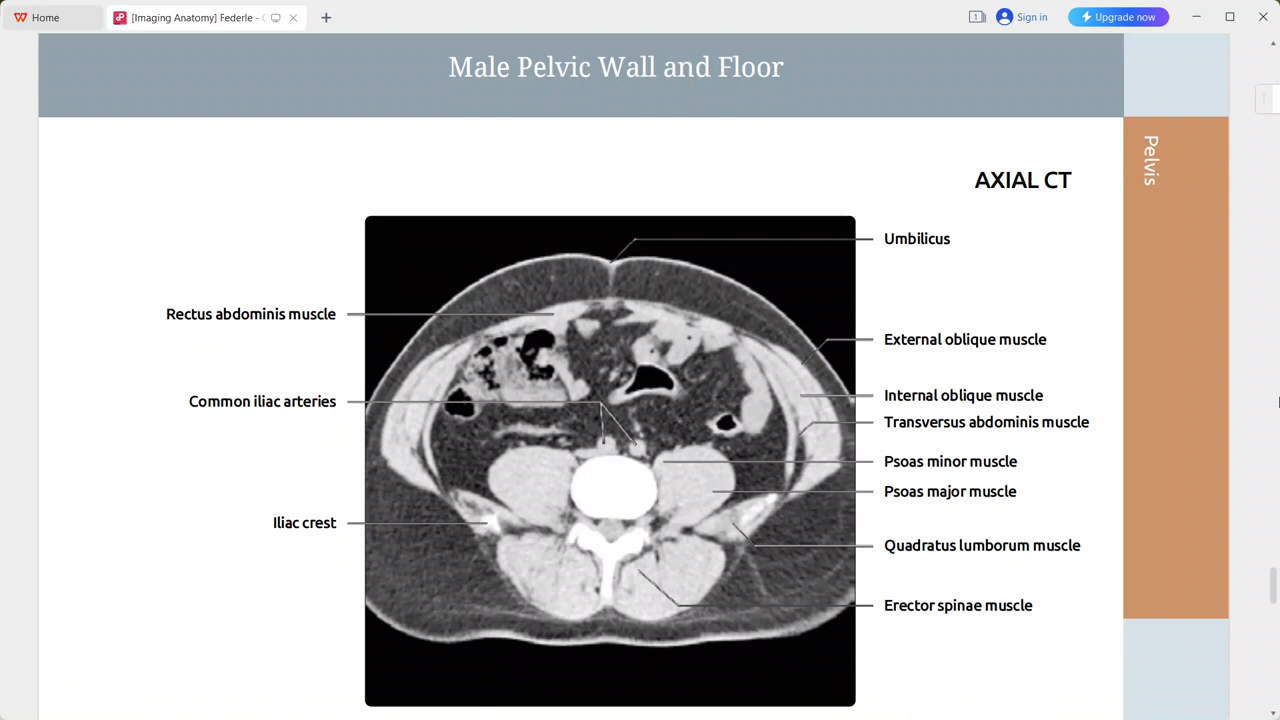 Home
[Imaging Anatomy] Federle -
1
Sign in
Upgrade now
Male Pelvic Wall and Floor
Pelvis
AXIAL CT
Umbilicus
Rectus abdominis muscle
External oblique muscle
Internal oblique muscle
Common iliac arteries
Transversus abdominis muscle
Psoas minor muscle
Psoas major muscle
Iliac crest
Quadratus lumborum muscle
Erector spinae muscle